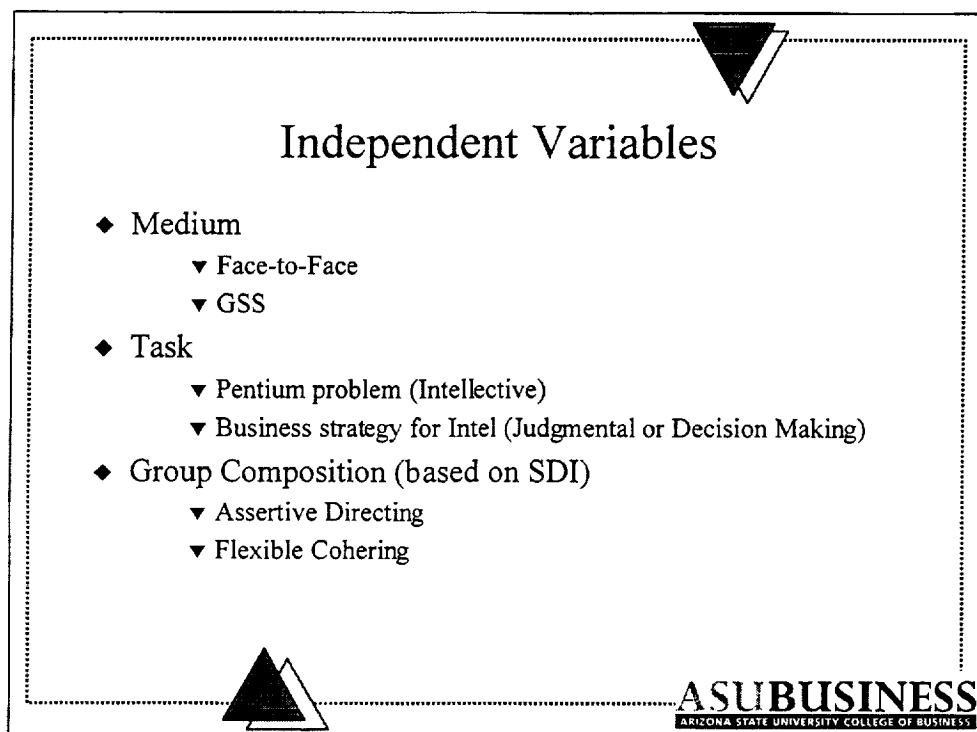 Independent Variables
◆ Medium
▼ Face-to-Face
▼ GSS
◆ Task
▼ Pentium problem (Intellective)
▼ Business strategy for Intel (Judgmental or Decision Making)
◆ Group Composition (based on SDI)
▼ Assertive Directing
▼ Flexible Cohering
ASUBUSINESS
ARIZONA STATE UNIVERSITY COLLEGE OF BUSINESS